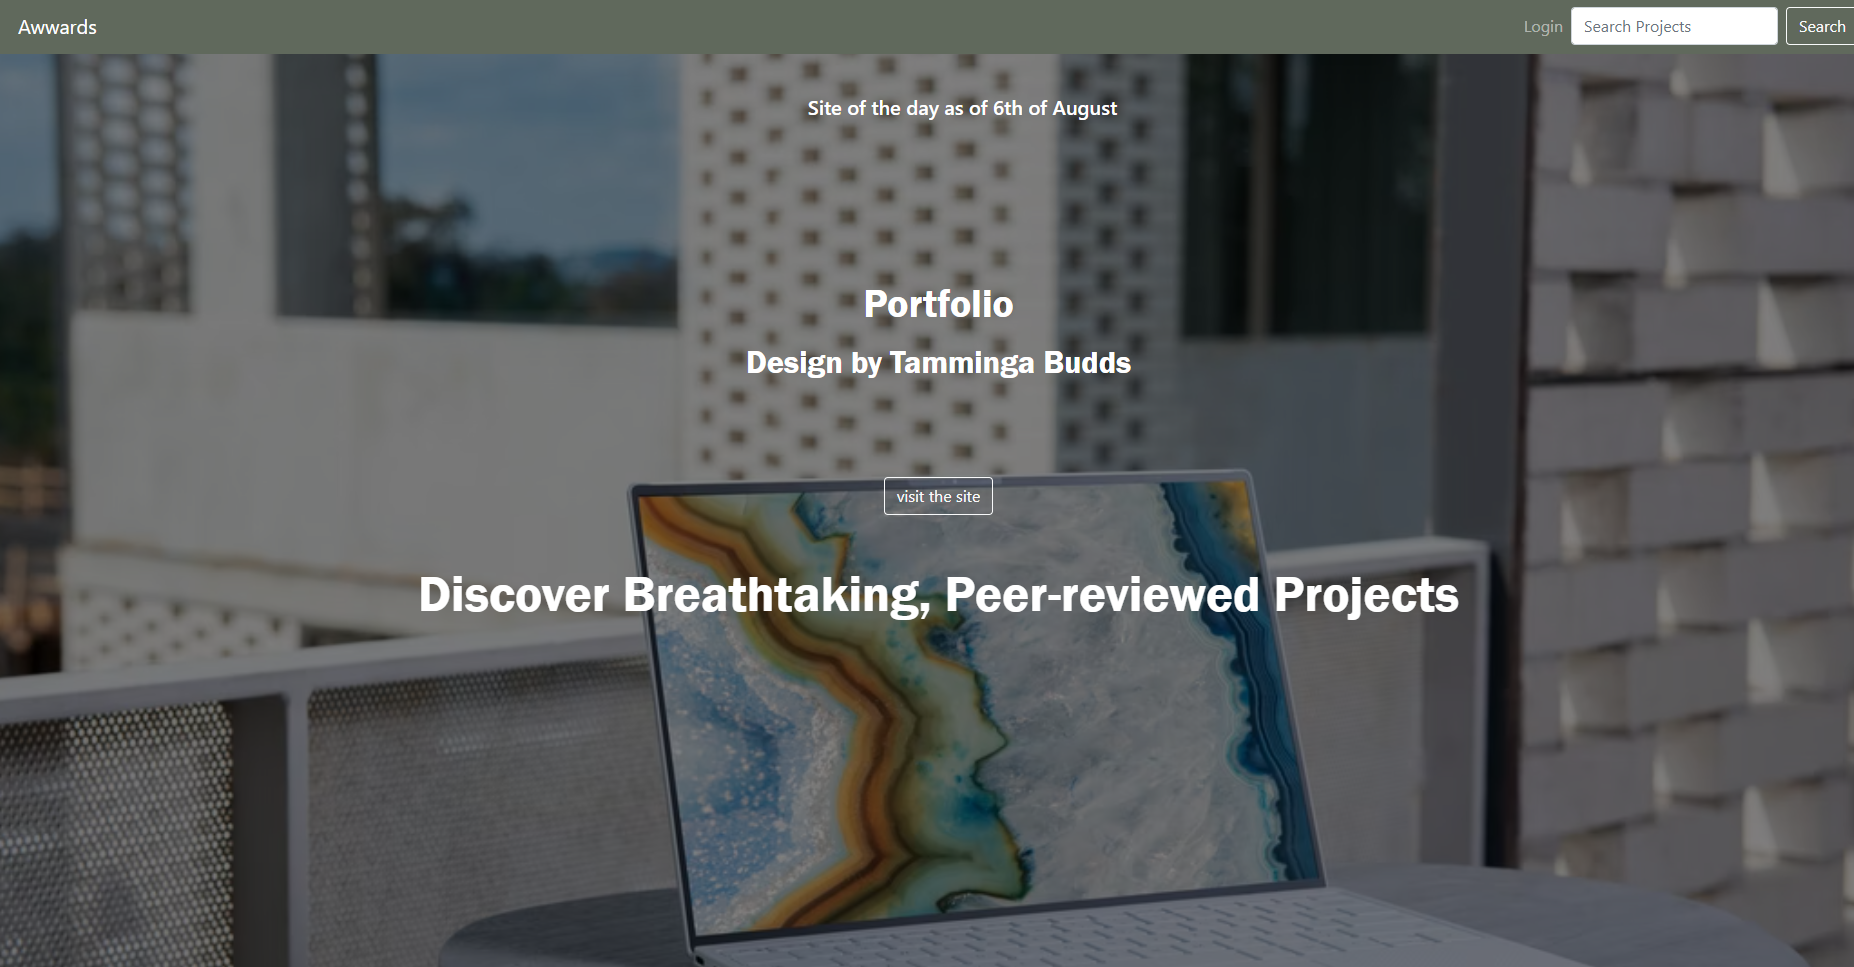 Awwards
Login
Search Projects
Search
Site of the day as of 6th of August
Portfolio
Design by Tamminga Budds
visit the site
Discover Breathtaking, Peer-reviewed Projects